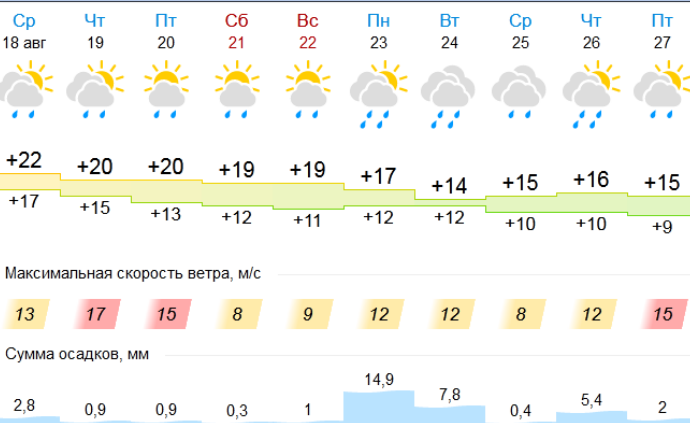 Ср Чт Пт Сб Вс Пн Вт Ср Чт Пт
18 авг 19 20 21 22 23 24 25 26 27
+22 +20 +20 +19 +19 +17 +14 +15 +16 +15
+17 +15 +13 +12 +11 +12 +12 +10 +10 +9
Максимальная скорость ветра, м/с
13 17 15 8 9 12 12 8 12 15
Сумма осадков, мм
2,8 0,9 0,9 0,3 1 14,9 7,8 0,4 5,4 2